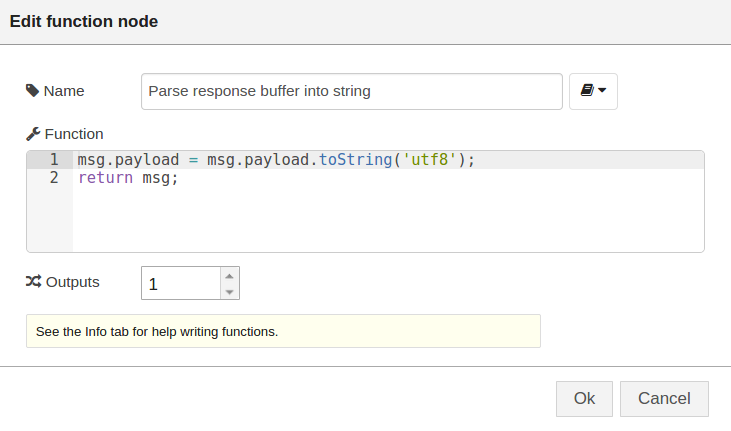 Edit function node
Name
Parse response buffer into string
Function
1 msg.payload = msg.payload.toString('utf8');
2 return msg;
Outputs
1
See the Info tab for help writing functions.
Ok Cancel